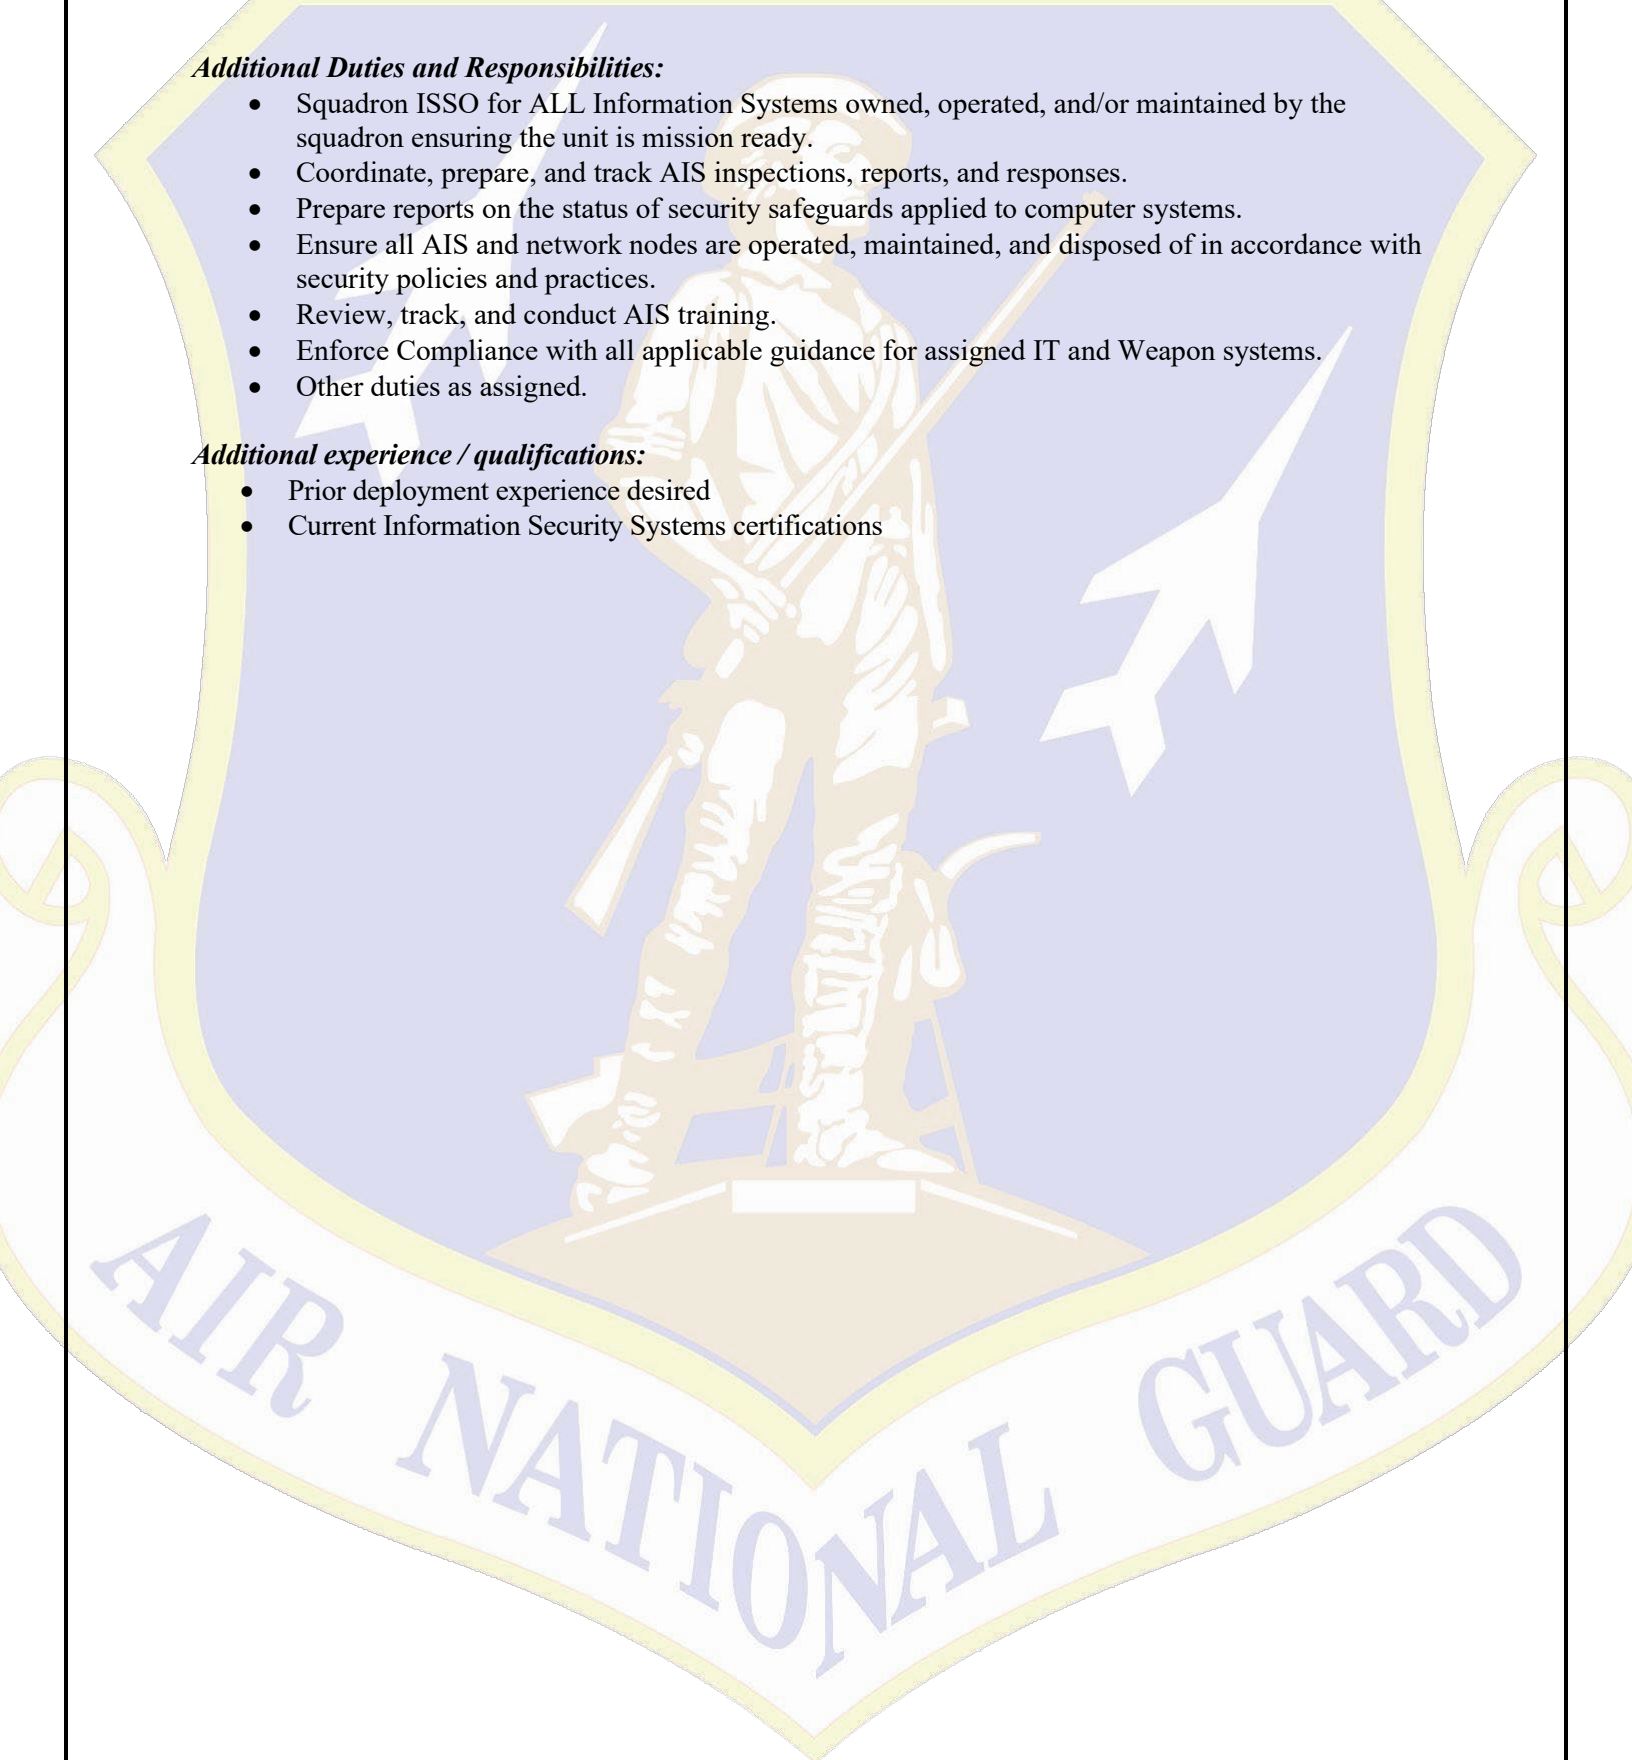 Additional Duties and Responsibilities:
• Squadron ISSO for ALL Information Systems owned, operated, and/or maintained by the
squadron ensuring the unit is mission ready.
• Coordinate, prepare, and track AIS inspections, reports, and responses.
• Prepare reports on the status of security safeguards applied to computer systems.
• Ensure all AIS and network nodes are operated, maintained, and disposed of in accordance with
security policies and practices.
• Review, track, and conduct AIS training.
• Enforce Compliance with all applicable guidance for assigned IT and Weapon systems.
• Other duties as assigned.
Additional experience / qualifications:
• Prior deployment experience desired
• Current Information Security Systems certifications
AIR NATIONAL GUARD